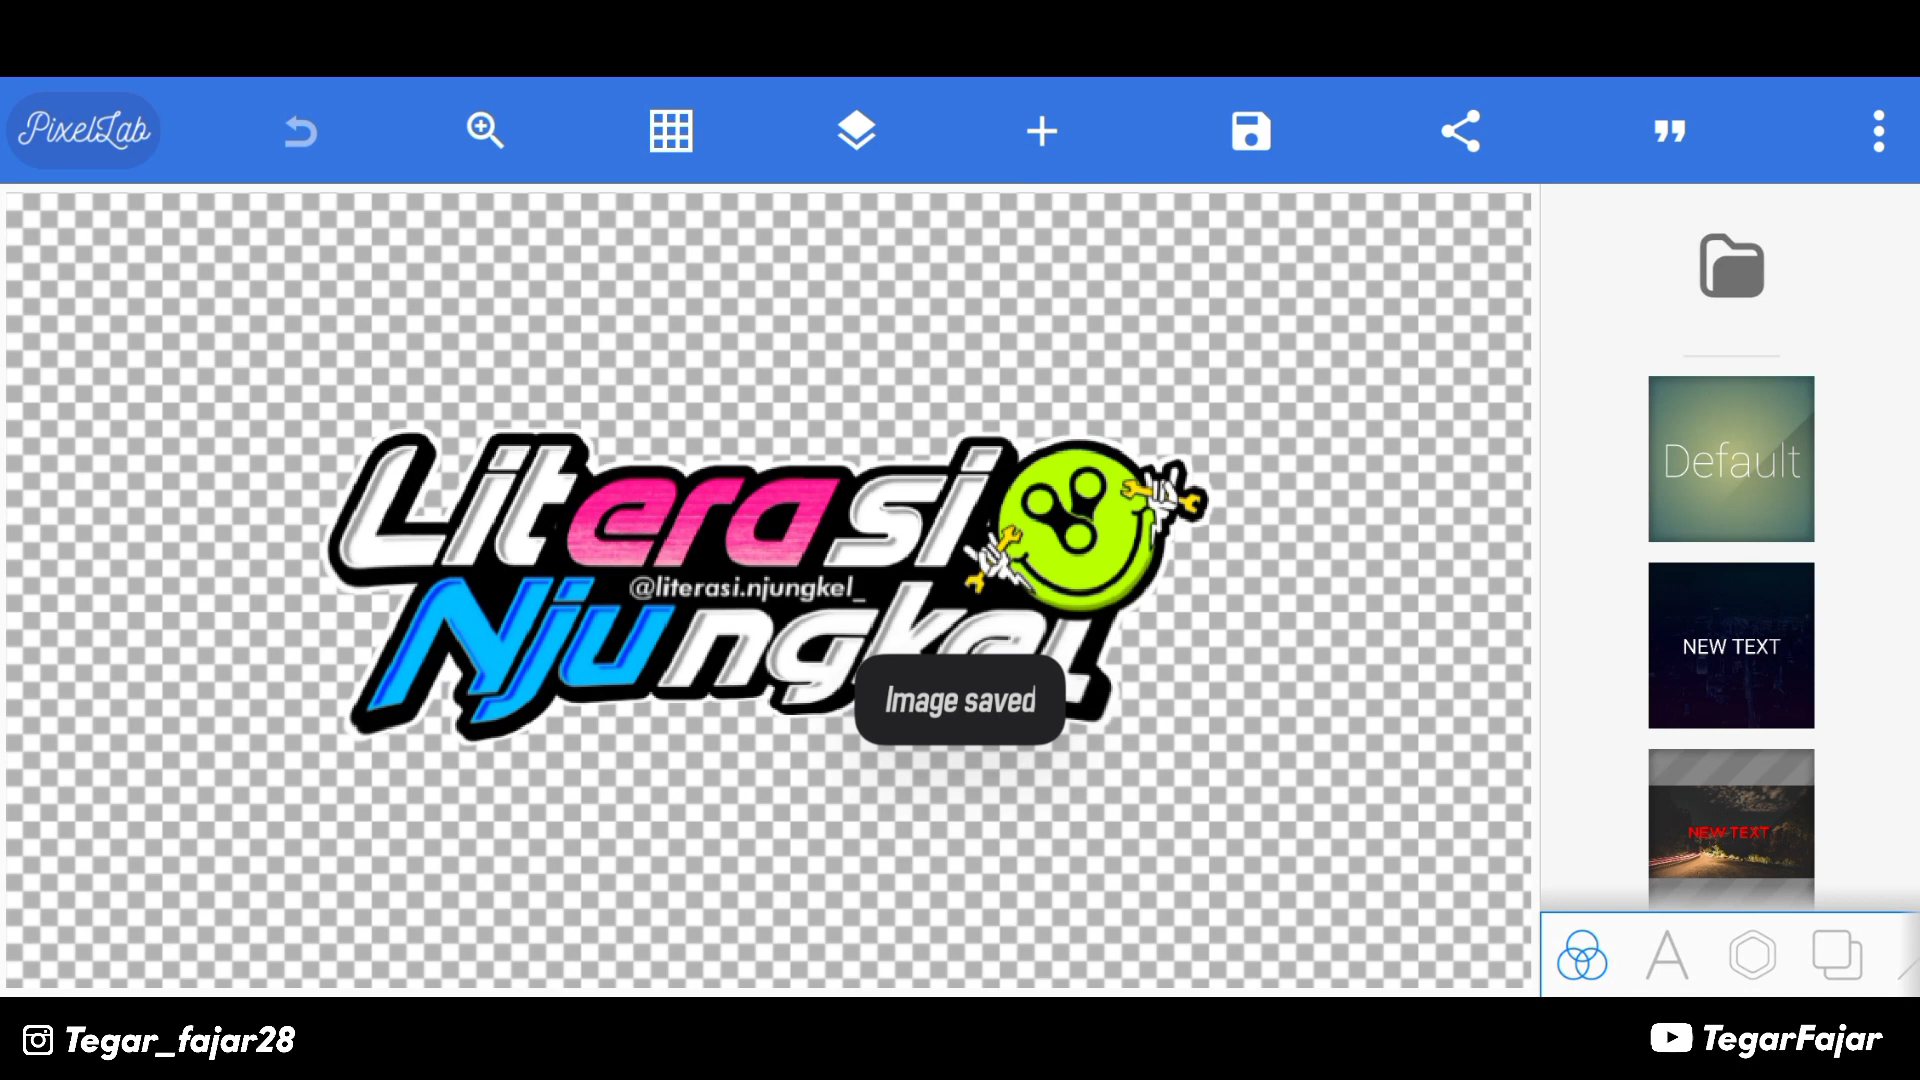 PixelLab
Default
Literasi
@literasi.njungkel_
Njungkel
NEW TEXT
Image saved
NEW TEXT
Tegar_fajar28
TegarFajar